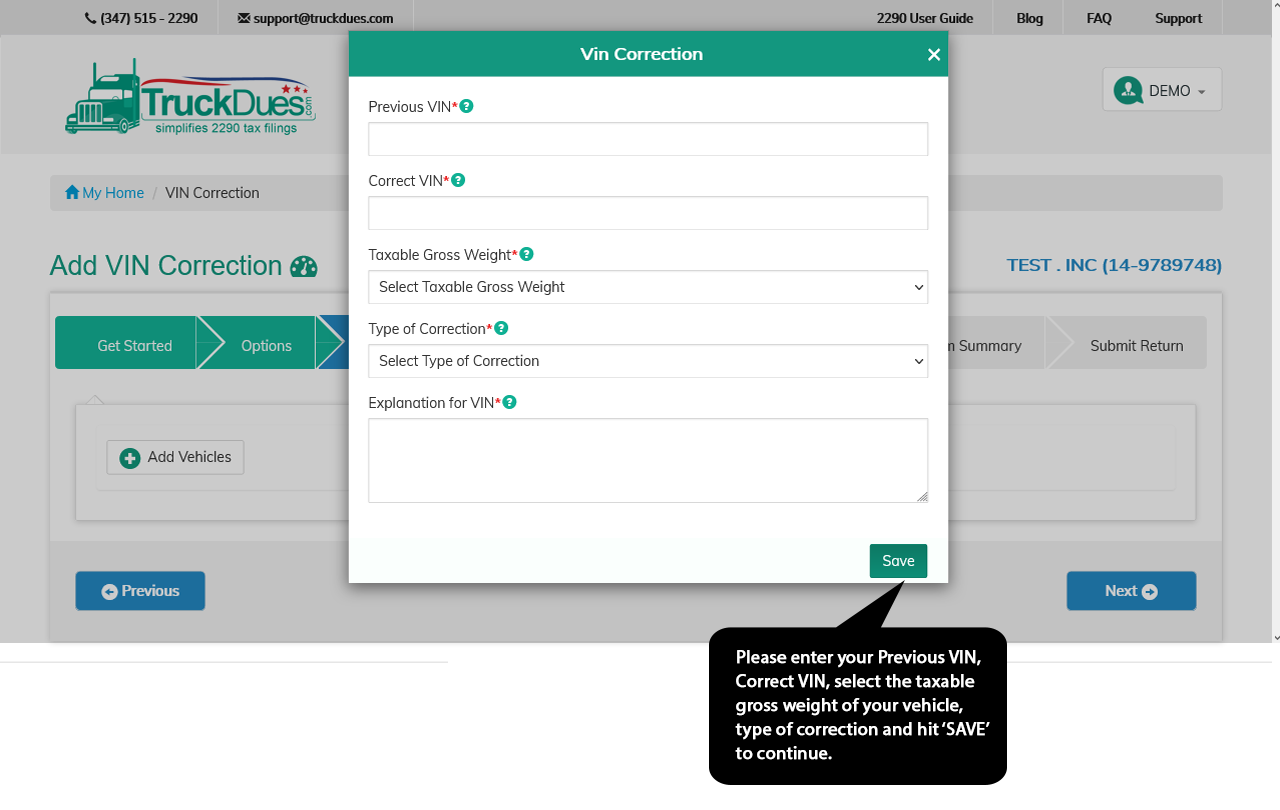 (347) 515 - 2290
support@truckdues.com
2290 User Guide
Blog
FAQ
Support
TruckDues.com
simplifies 2290 tax filings
DEMO
My Home / VIN Correction
Add VIN Correction
TEST . INC (14-9789748)
Get Started
Options
Summary
Submit Return
Add Vehicles
Previous
Next
Vin Correction
Previous VIN*
Correct VIN*
Taxable Gross Weight*
Select Taxable Gross Weight
Type of Correction*
Select Type of Correction
Explanation for VIN*
Save
Please enter your Previous VIN,
Correct VIN, select the taxable
gross weight of your vehicle,
type of correction and hit ‘SAVE’
to continue.